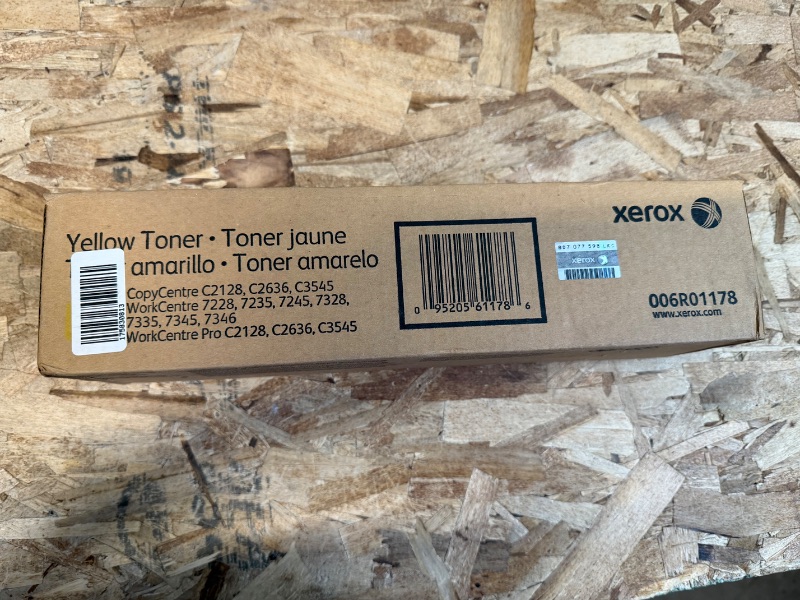 Yellow Toner • Toner jaune
amarillo • Toner amarelo
CopyCentre C2128, C2636, C3545
WorkCentre 7228, 7235, 7245, 7328,
7335, 7345, 7346
WorkCentre Pro C2128, C2636, C3545
0 95205 61178 6
xerox
xerox
006R01178
www.xerox.com